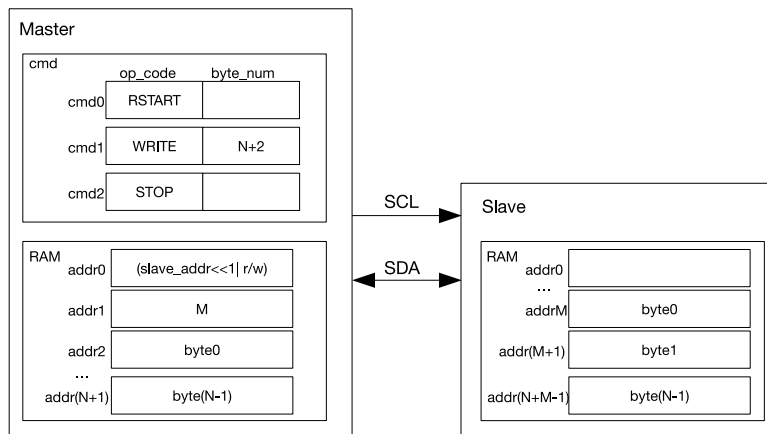 Master
cmd
op_code byte_num
cmd0 RSTART
cmd1 WRITE N+2
cmd2 STOP
RAM
addr0 (slave_addr<<1| r/w)
addr1 M
addr2 byte0
...
addr(N+1) byte(N-1)
SCL
SDA
Slave
RAM
addr0
...
addrM byte0
addr(M+1) byte1
addr(N+M-1) byte(N-1)